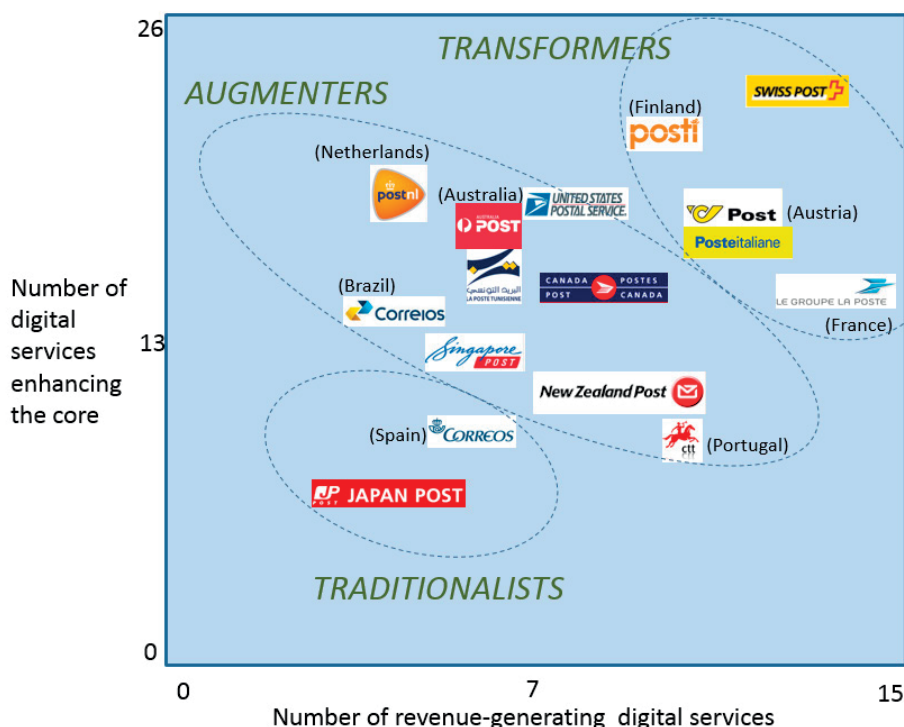 26
TRANSFORMERS
AUGMENTERS
SWISS POST
(Finland)
posti
(Netherlands)
postnl
(Australia)
AUSTRALIA
POST
UNITED STATES
POSTAL SERVICE.
Post
(Austria)
Posteitaliane
البريد التونسي
LA POSTE TUNISIENNE
CANADA POSTES
POST CANADA
LE GROUPE LA POSTE
(France)
(Brazil)
Correios
Number of
digital
services
enhancing
the core
13
Singapore
POST
New Zealand Post
(Spain)
CORREOS
ctt
(Portugal)
JP
POST
JAPAN POST
TRADITIONALISTS
0
0
7
15
Number of revenue-generating digital services